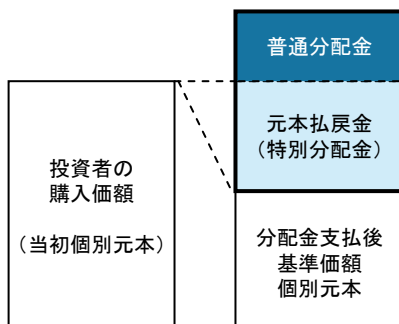 普通分配金
元本払戻金
（特別分配金）
投資者の
購入価額
（当初個別元本）
分配金支払後
基準価額
個別元本